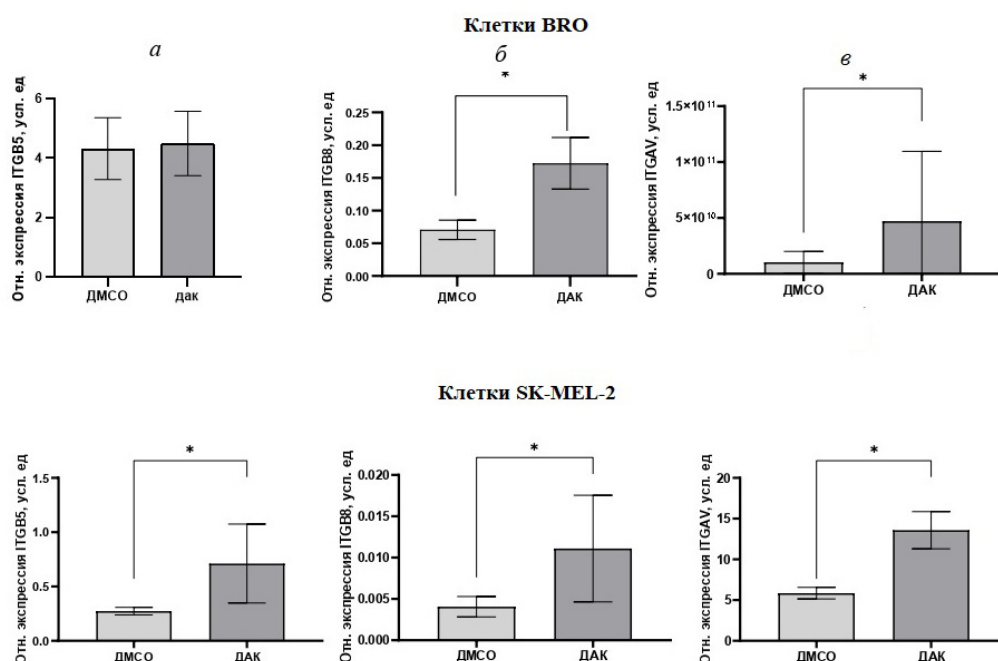 Клетки BRO
а
б
в
Отн. экспрессия ITGB5, усл. ед
6
4
2
0
ДМСО
дак
Отн. экспрессия ITGB8, усл. ед
*
0.25
0.20
0.15
0.10
0.05
0.00
ДМСО
ДАК
Отн. экспрессия ITGAV, усл. ед
*
1.5×10¹¹
1×10¹¹
5×10¹⁰
0
ДМСО
ДАК
Клетки SK-MEL-2
Отн. экспрессия ITGB5, усл. ед
*
1.5
1.0
0.5
0.0
ДМСО
ДАК
Отн. экспрессия ITGB8, усл. ед
*
0.020
0.015
0.010
0.005
0.000
ДМСО
ДАК
Отн. экспрессия ITGAV, усл. ед
*
20
15
10
5
0
ДМСО
ДАК